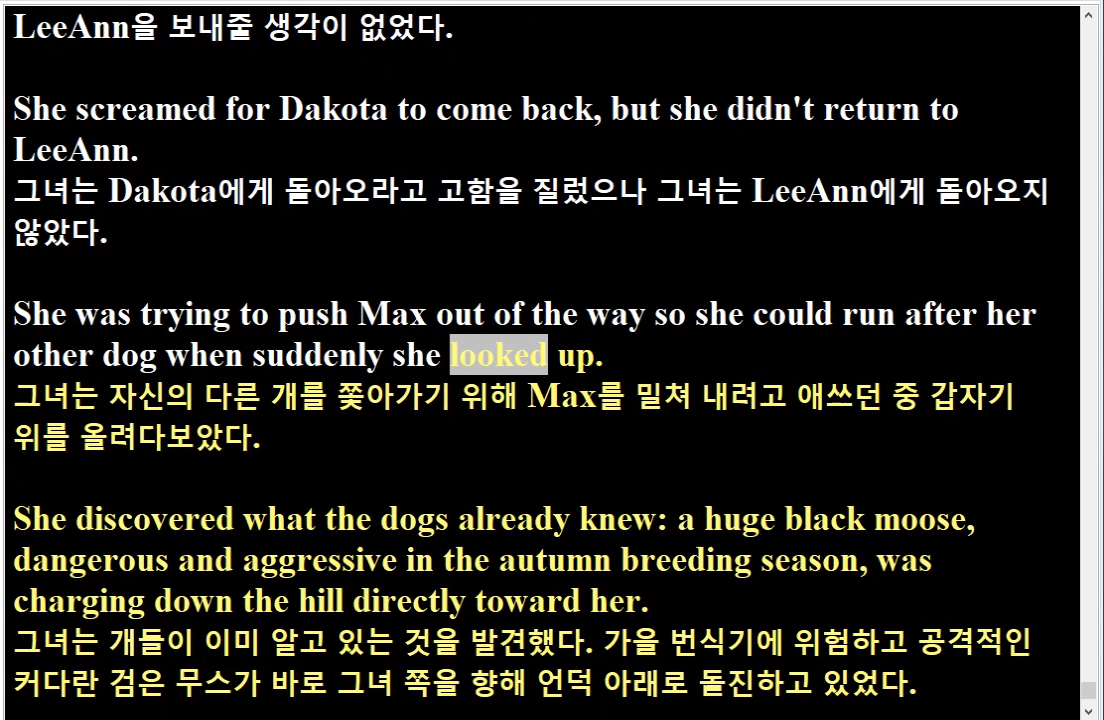 LeeAnn을 보내줄 생각이 없었다.
She screamed for Dakota to come back, but she didn't return to
LeeAnn.
그녀는 Dakota에게 돌아오라고 고함을 질렀으나 그녀는 LeeAnn에게 돌아오지
않았다.
She was trying to push Max out of the way so she could run after her
other dog when suddenly she looked up.
그녀는 자신의 다른 개를 쫓아가기 위해 Max를 밀쳐 내려고 애쓰던 중 갑자기
위를 올려다보았다.
She discovered what the dogs already knew: a huge black moose,
dangerous and aggressive in the autumn breeding season, was
charging down the hill directly toward her.
그녀는 개들이 이미 알고 있는 것을 발견했다. 가을 번식기에 위험하고 공격적인
커다란 검은 무스가 바로 그녀 쪽을 향해 언덕 아래로 돌진하고 있었다.